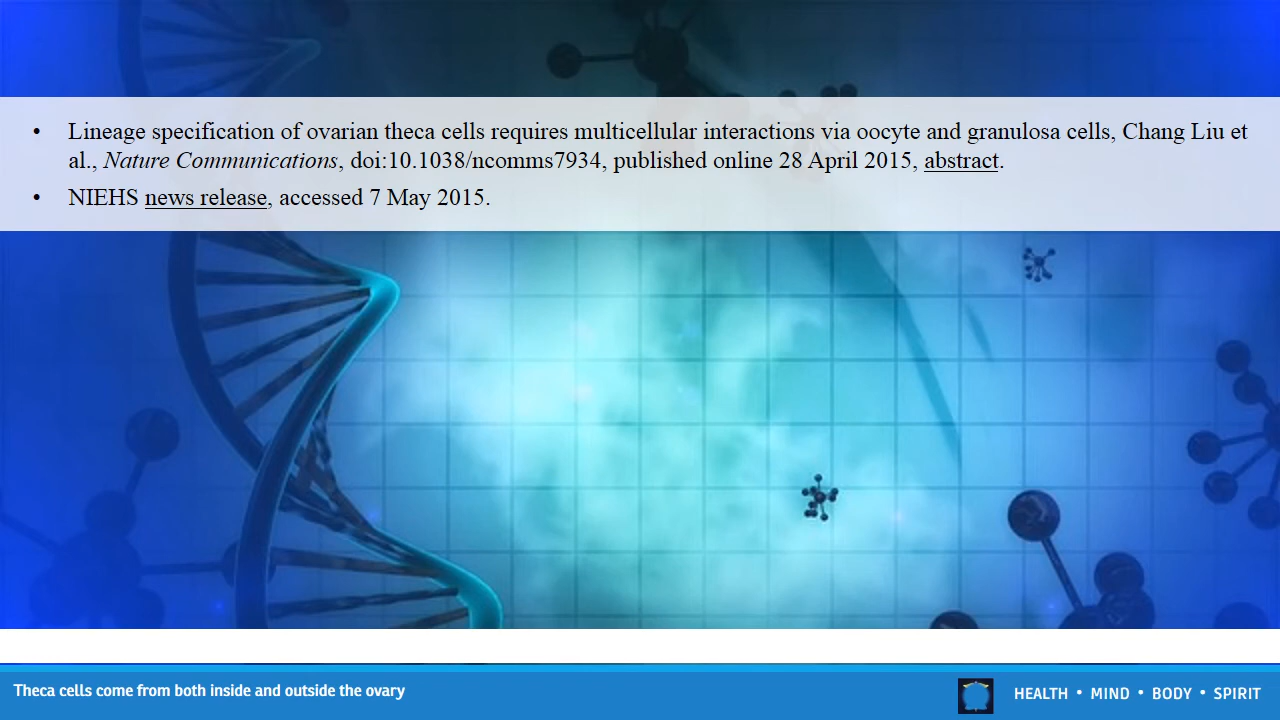 • Lineage specification of ovarian theca cells requires multicellular interactions via oocyte and granulosa cells, Chang Liu et
al., Nature Communications, doi:10.1038/ncomms7934, published online 28 April 2015, abstract.
• NIEHS news release, accessed 7 May 2015.
Theca cells come from both inside and outside the ovary
HEALTH • MIND • BODY • SPIRIT